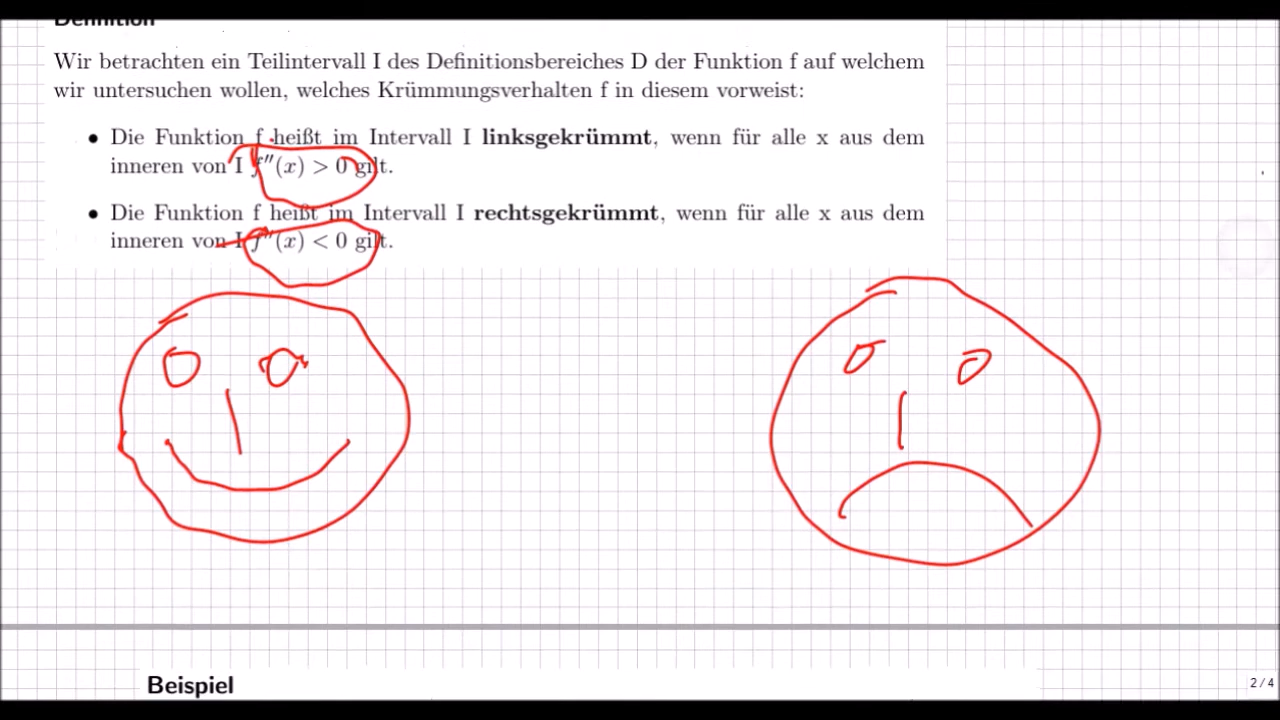 Definition
Wir betrachten ein Teilintervall I des Definitionsbereiches D der Funktion f auf welchem
wir untersuchen wollen, welches Krümmungsverhalten f in diesem vorweist:
• Die Funktion f heißt im Intervall I linksgekrümmt, wenn für alle x aus dem
inneren von I f''(x) > 0 gilt.
• Die Funktion f heißt im Intervall I rechtsgekrümmt, wenn für alle x aus dem
inneren von I f''(x) < 0 gilt.
Beispiel
2 / 4